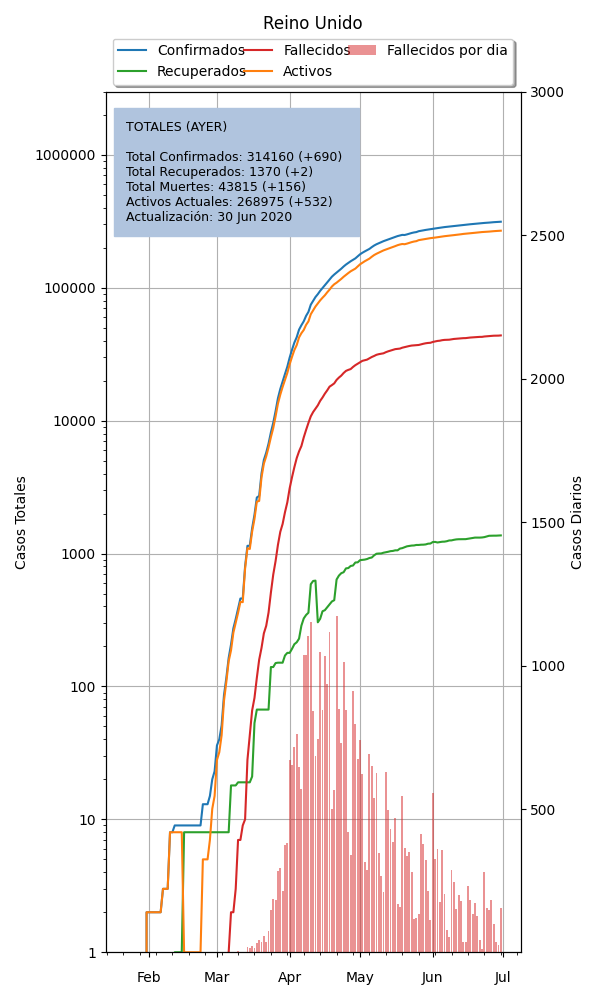 Reino Unido
Confirmados
Recuperados
Fallecidos
Activos
Fallecidos por dia
TOTALES (AYER)
Total Confirmados: 314160 (+690)
Total Recuperados: 1370 (+2)
Total Muertes: 43815 (+156)
Activos Actuales: 268975 (+532)
Actualización: 30 Jun 2020
Casos Totales
1000000
100000
10000
1000
100
10
1
Casos Diarios
3000
2500
2000
1500
1000
500
Feb
Mar
Apr
May
Jun
Jul